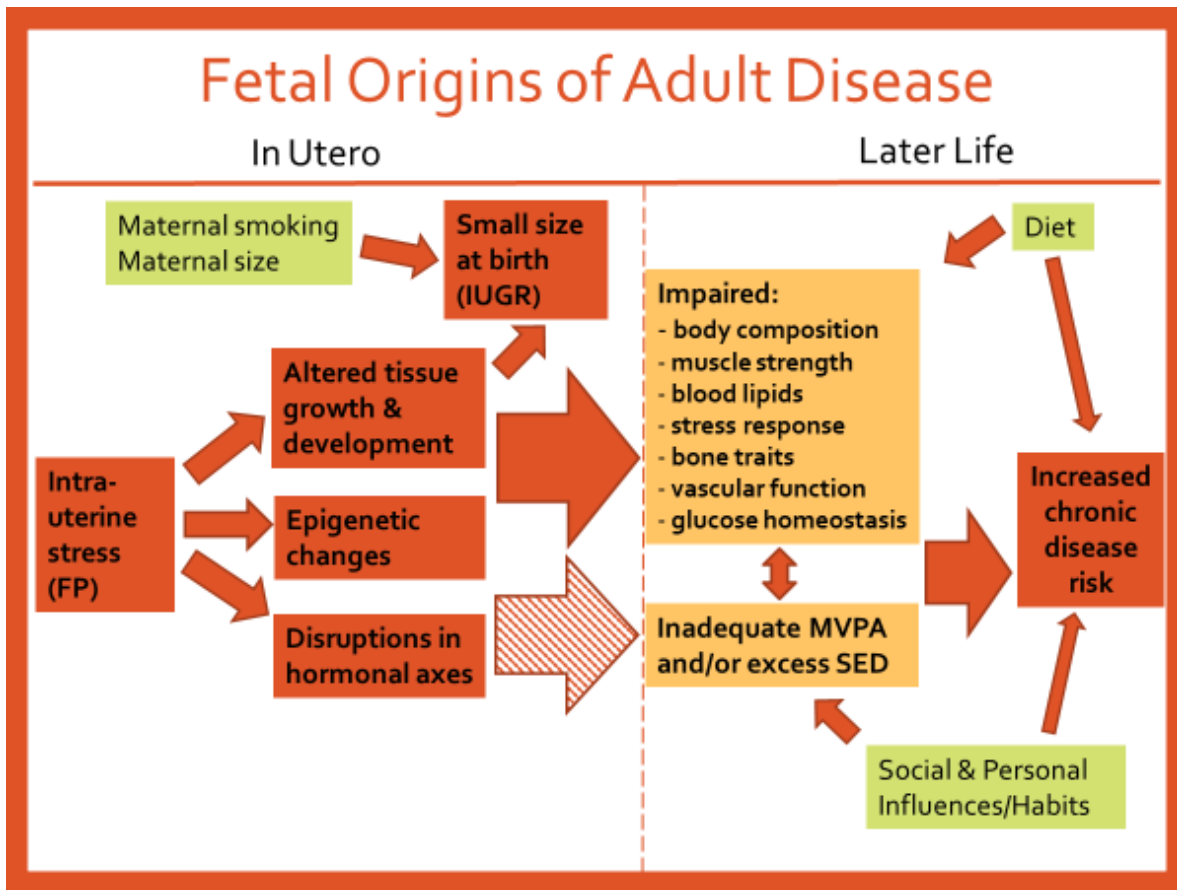 Fetal Origins of Adult Disease
In Utero
Later Life
Maternal smoking
Maternal size
Small size
at birth
(IUGR)
Altered tissue
growth &
development
Intra-
uterine
stress
(FP)
Epigenetic
changes
Disruptions in
hormonal axes
Diet
Impaired:
- body composition
- muscle strength
- blood lipids
- stress response
- bone traits
- vascular function
- glucose homeostasis
Inadequate MVPA
and/or excess SED
Increased
chronic
disease
risk
Social & Personal
Influences/Habits